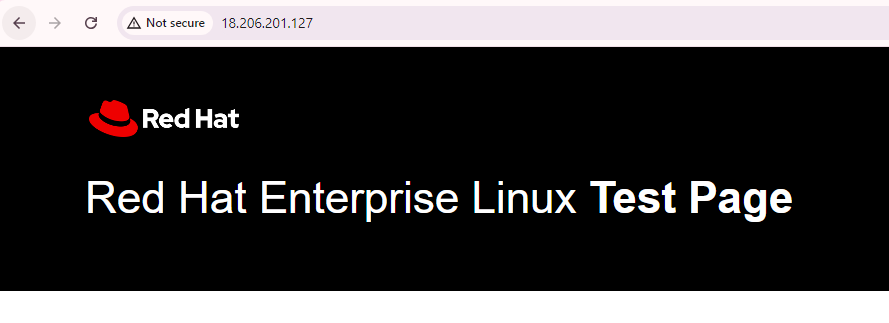 Not secure 18.206.201.127
Red Hat
Red Hat Enterprise Linux Test Page